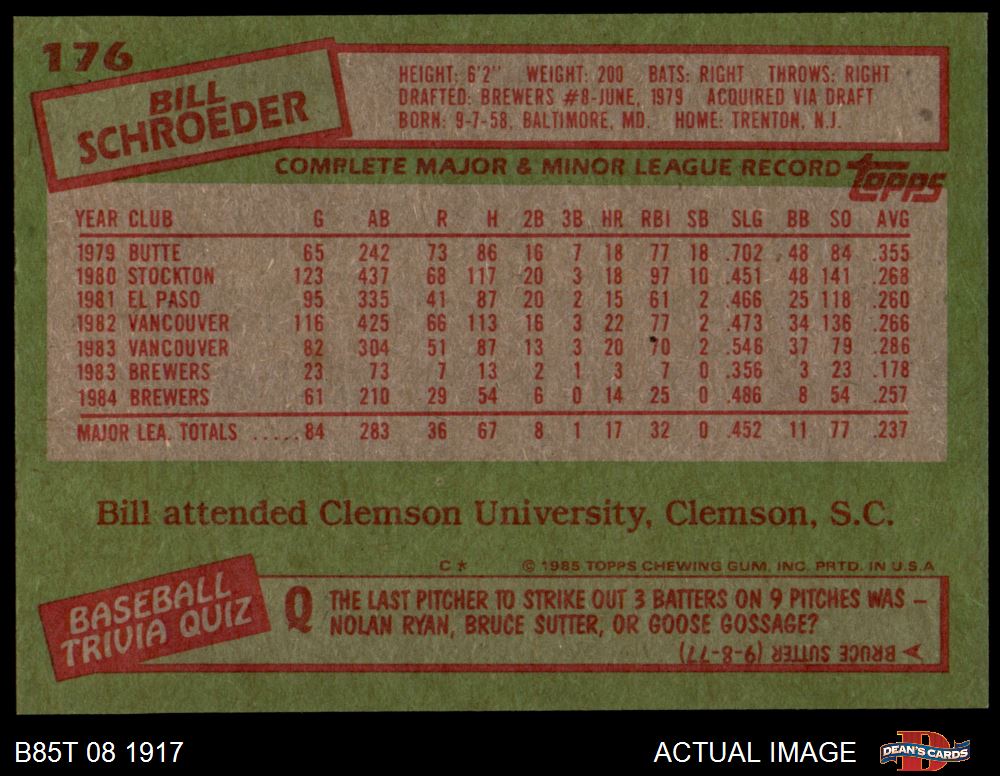 176
BILL
SCHROEDER
HEIGHT: 6'2" WEIGHT: 200 BATS: RIGHT THROWS: RIGHT
DRAFTED: BREWERS #8-JUNE, 1979 ACQUIRED VIA DRAFT
BORN: 9-7-58, BALTIMORE, MD. HOME: TRENTON, N.J.
COMPLETE MAJOR & MINOR LEAGUE RECORD topps
YEAR CLUB G AB R H 2B 3B HR RBI SB SLG BB SO AVG
1979 BUTTE 65 242 73 86 16 7 18 77 18 .702 48 84 .355
1980 STOCKTON 123 437 68 117 20 3 18 97 10 .451 48 141 .268
1981 EL PASO 95 335 41 87 20 2 15 61 2 .466 25 118 .260
1982 VANCOUVER 116 425 66 113 16 3 22 77 2 .473 34 136 .266
1983 VANCOUVER 82 304 51 87 13 3 20 70 2 .546 37 79 .286
1983 BREWERS 23 73 7 13 2 1 3 7 0 .356 3 23 .178
1984 BREWERS 61 210 29 54 6 0 14 25 0 .486 8 54 .257
MAJOR LEA. TOTALS ..... 84 283 36 67 8 1 17 32 0 .452 11 77 .237
Bill attended Clemson University, Clemson, S.C.
C* © 1985 TOPPS CHEWING GUM, INC. PRTD. IN U.S.A
BASEBALL
TRIVIA QUIZ
Q THE LAST PITCHER TO STRIKE OUT 3 BATTERS ON 9 PITCHES WAS –
NOLAN RYAN, BRUCE SUTTER, OR GOOSE GOSSAGE?
BRUCE SUTTER (9-8-77)
B85T 08 1917 ACTUAL IMAGE DEAN'S CARDS